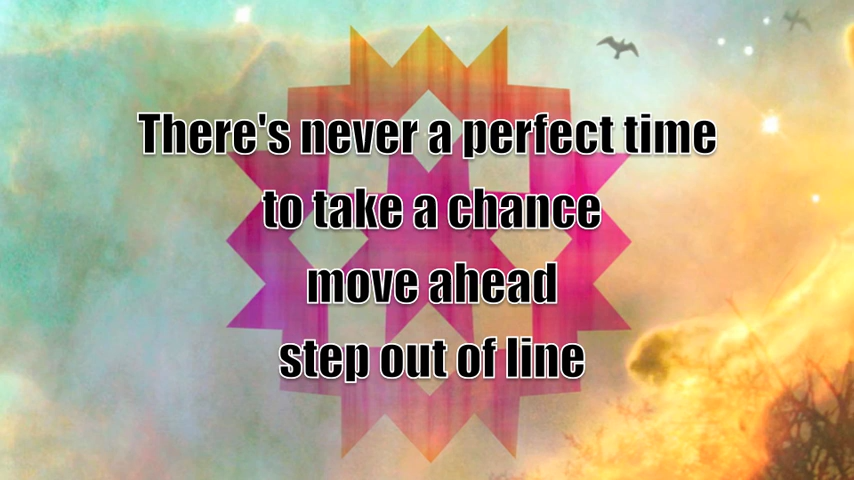 There's never a perfect time
to take a chance
move ahead
step out of line